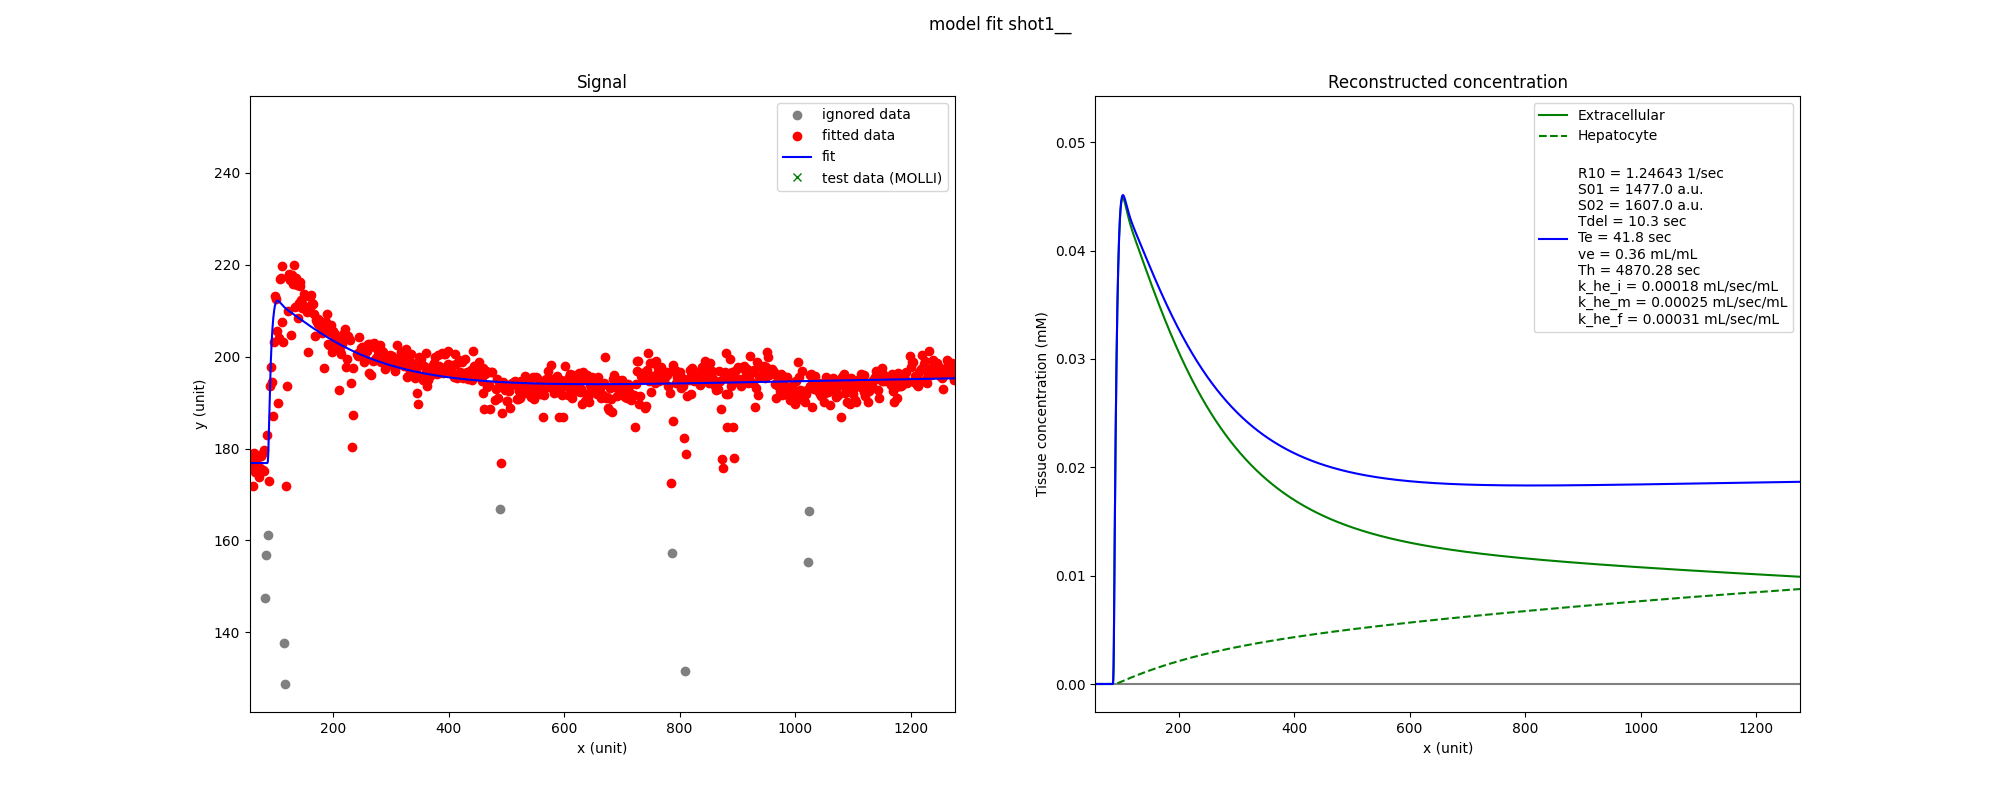 model fit shot1__
Signal
ignored data
fitted data
fit
test data (MOLLI)
y (unit)
240
220
200
180
160
140
200
400
600
800
1000
1200
x (unit)
Reconstructed concentration
Extracellular
Hepatocyte
R10 = 1.24643 1/sec
S01 = 1477.0 a.u.
S02 = 1607.0 a.u.
Tdel = 10.3 sec
Te = 41.8 sec
ve = 0.36 mL/mL
Th = 4870.28 sec
k_he_i = 0.00018 mL/sec/mL
k_he_m = 0.00025 mL/sec/mL
k_he_f = 0.00031 mL/sec/mL
Tissue concentration (mM)
0.05
0.04
0.03
0.02
0.01
0.00
200
400
600
800
1000
1200
x (unit)